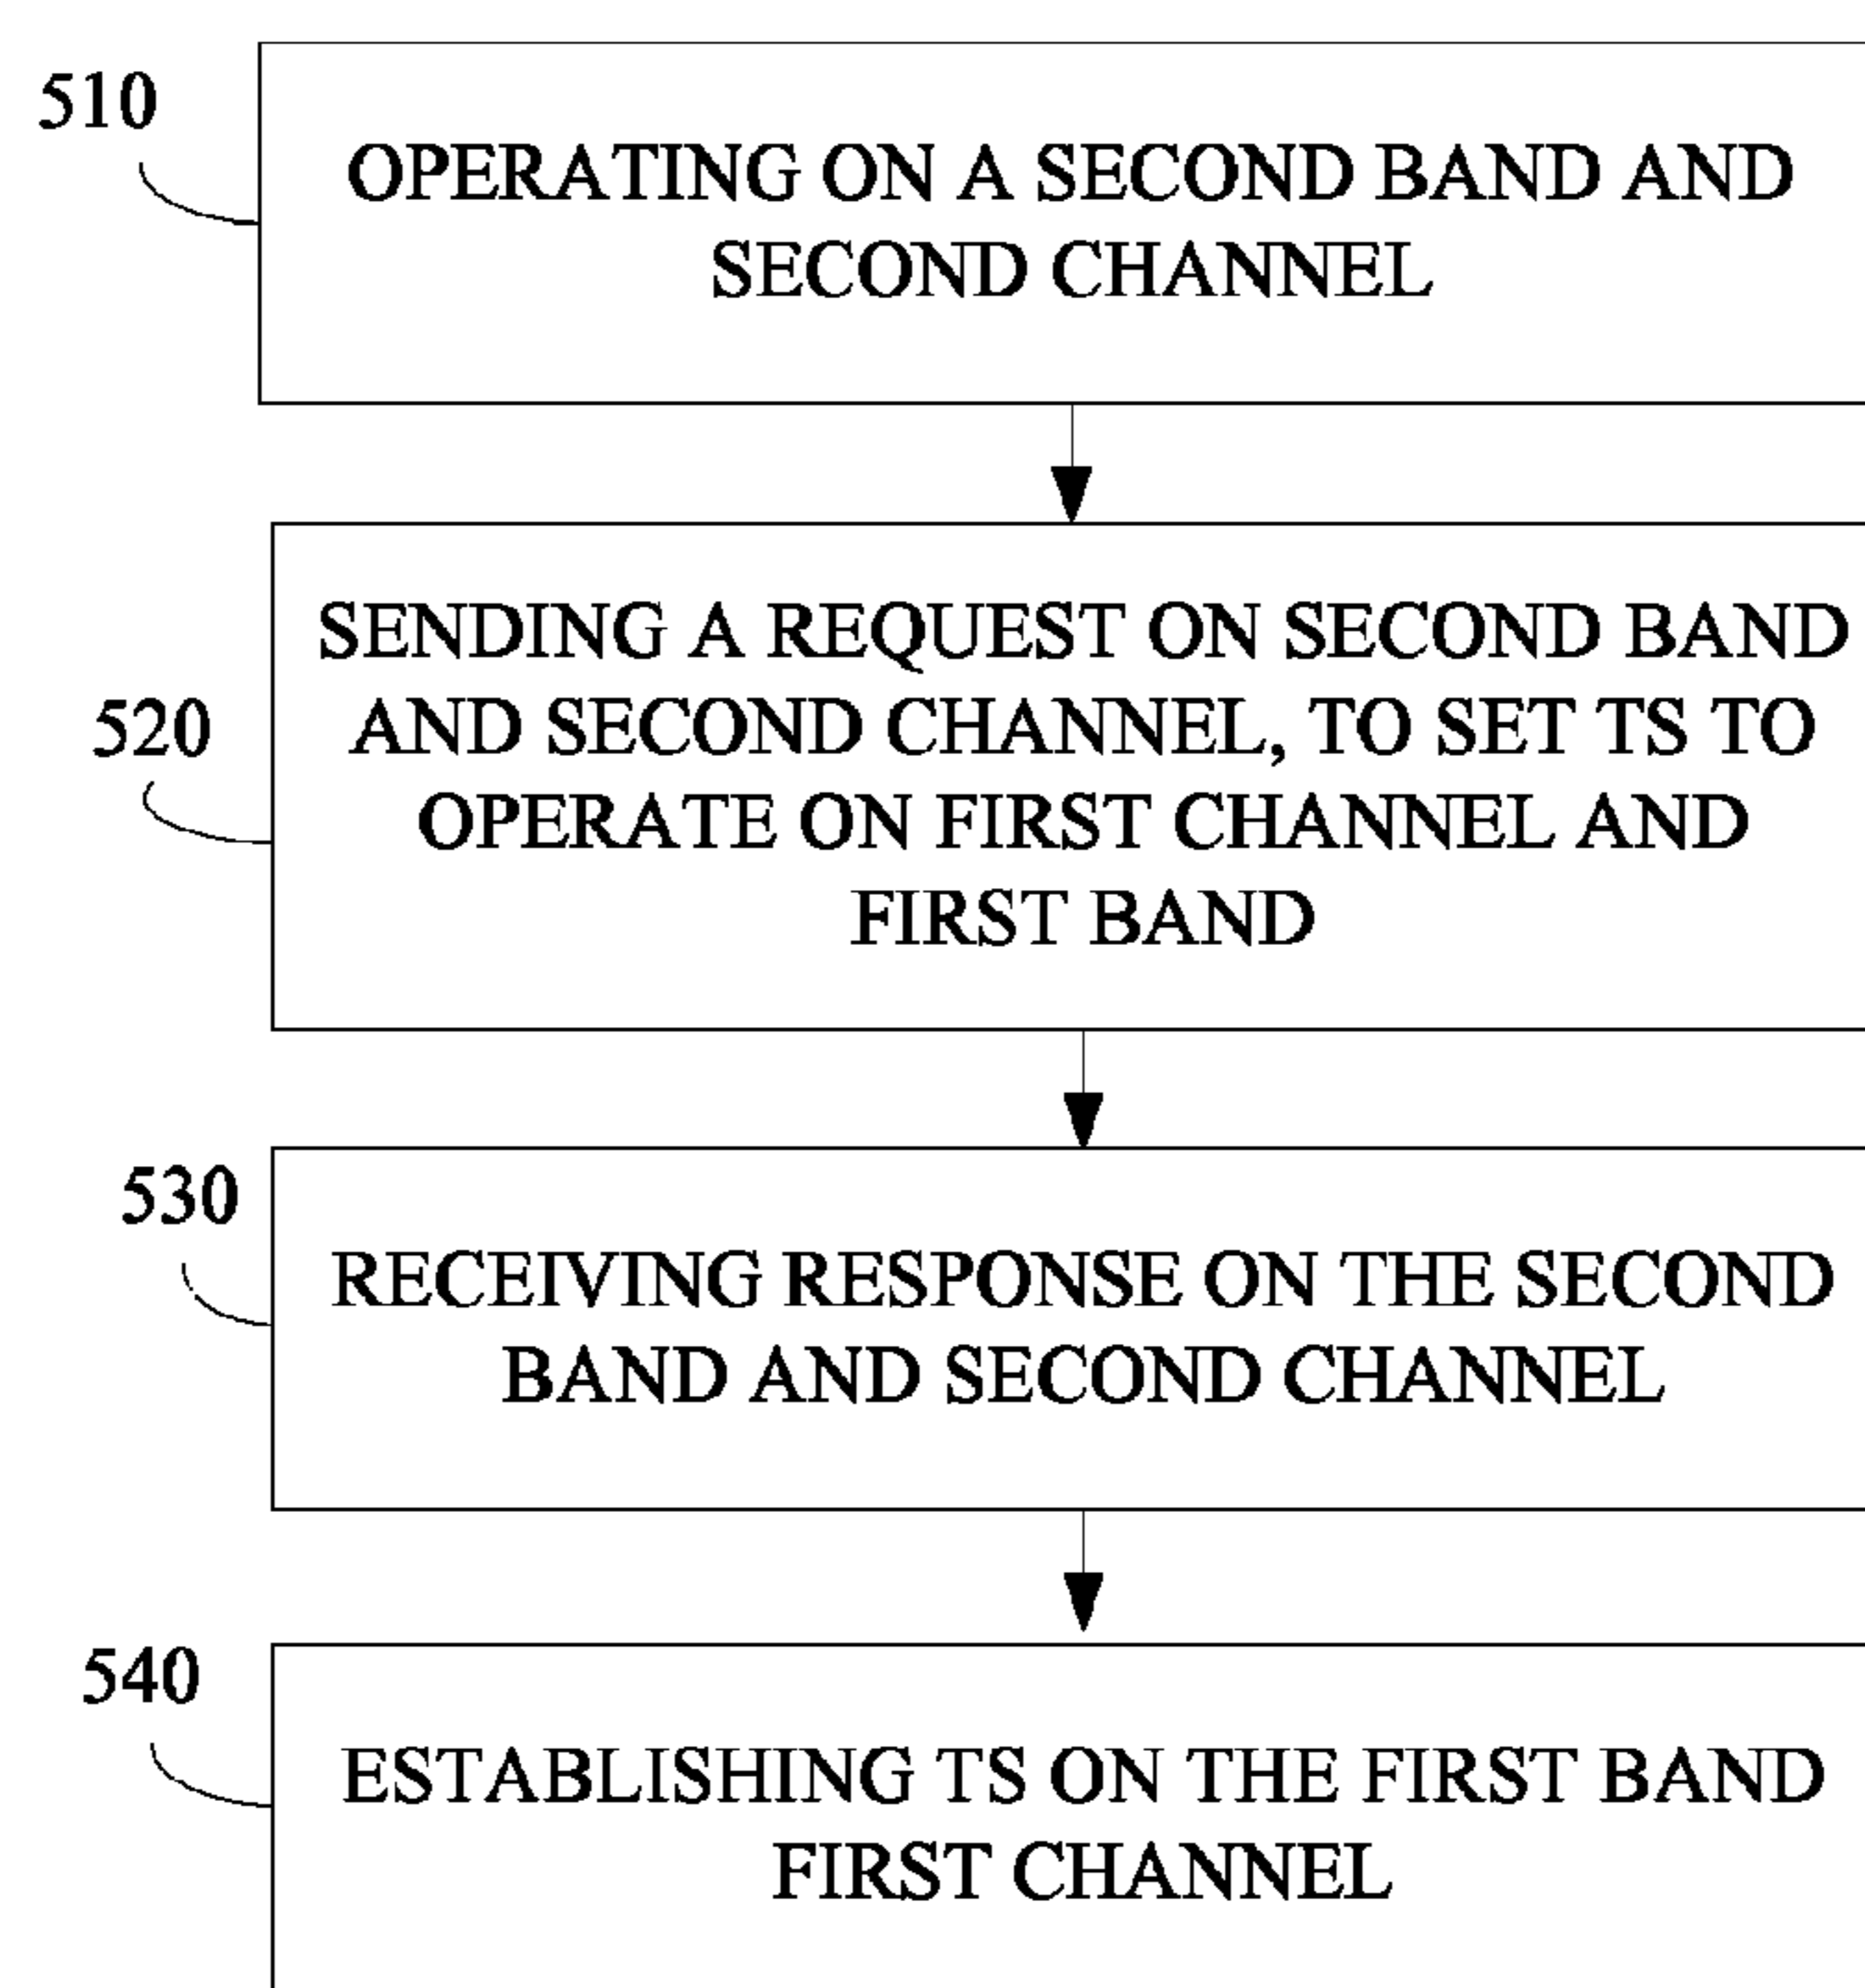 510
OPERATING ON A SECOND BAND AND
SECOND CHANNEL
520
SENDING A REQUEST ON SECOND BAND
AND SECOND CHANNEL, TO SET TS TO
OPERATE ON FIRST CHANNEL AND
FIRST BAND
530
RECEIVING RESPONSE ON THE SECOND
BAND AND SECOND CHANNEL
540
ESTABLISHING TS ON THE FIRST BAND
FIRST CHANNEL